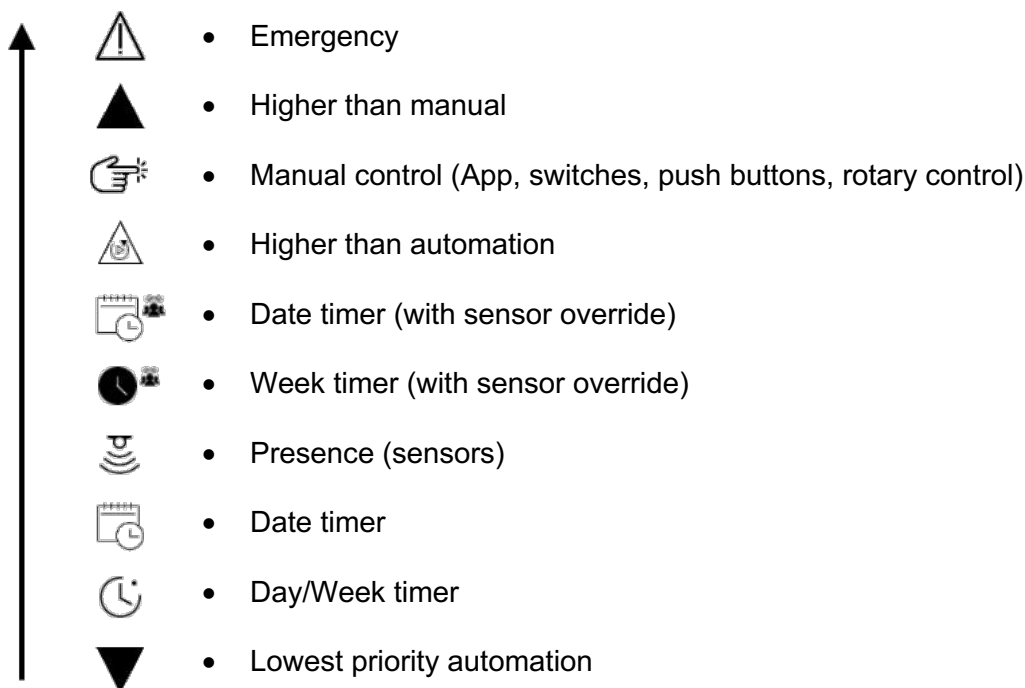 • Emergency
• Higher than manual
• Manual control (App, switches, push buttons, rotary control)
• Higher than automation
• Date timer (with sensor override)
• Week timer (with sensor override)
• Presence (sensors)
• Date timer
• Day/Week timer
• Lowest priority automation